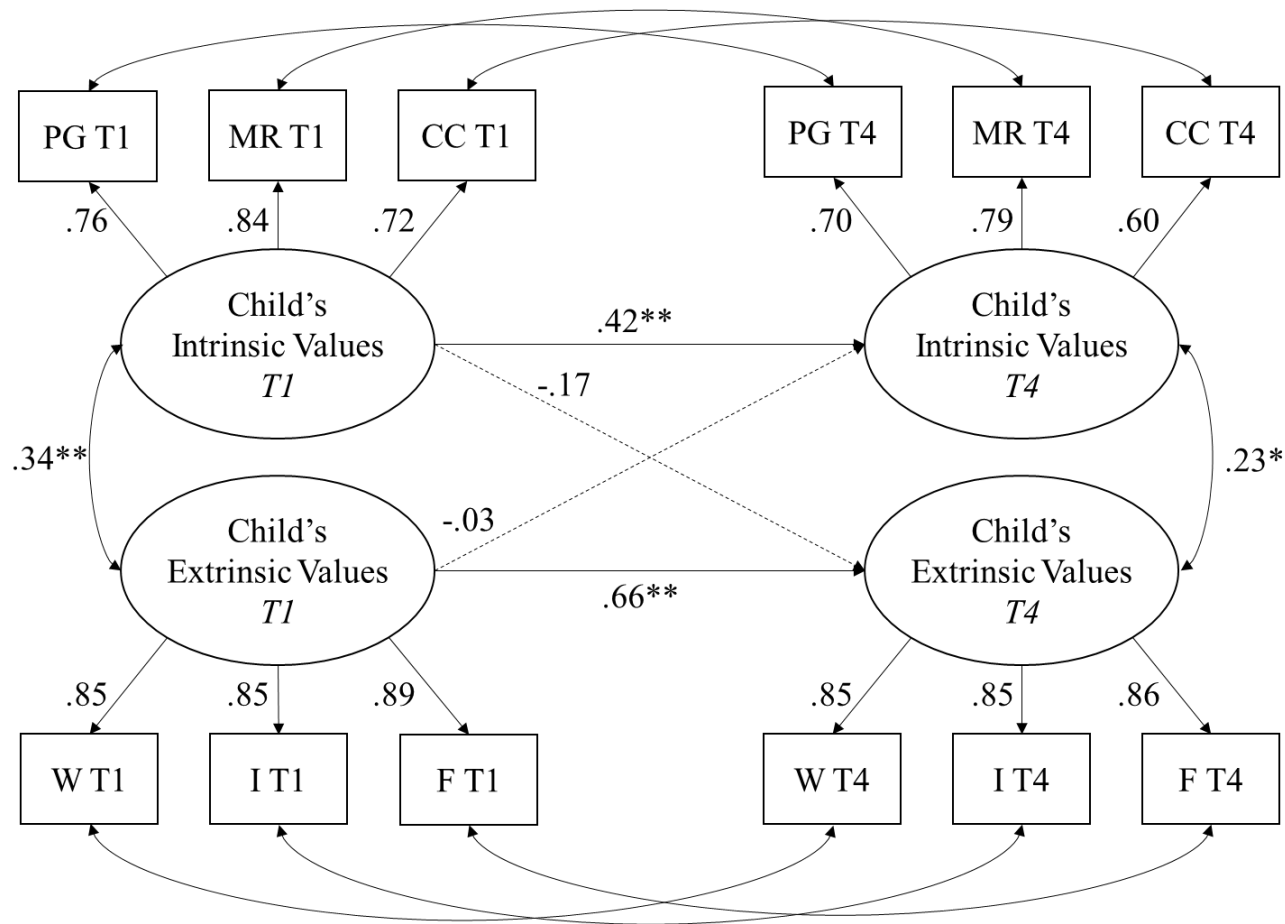 PG T1
MR T1
CC T1
PG T4
MR T4
CC T4
.76
.84
.72
.70
.79
.60
Child’s
Intrinsic Values
T1
.42**
Child’s
Intrinsic Values
T4
-.17
.34**
.23*
-.03
Child’s
Extrinsic Values
T1
.66**
Child’s
Extrinsic Values
T4
.85
.85
.89
.85
.85
.86
W T1
I T1
F T1
W T4
I T4
F T4